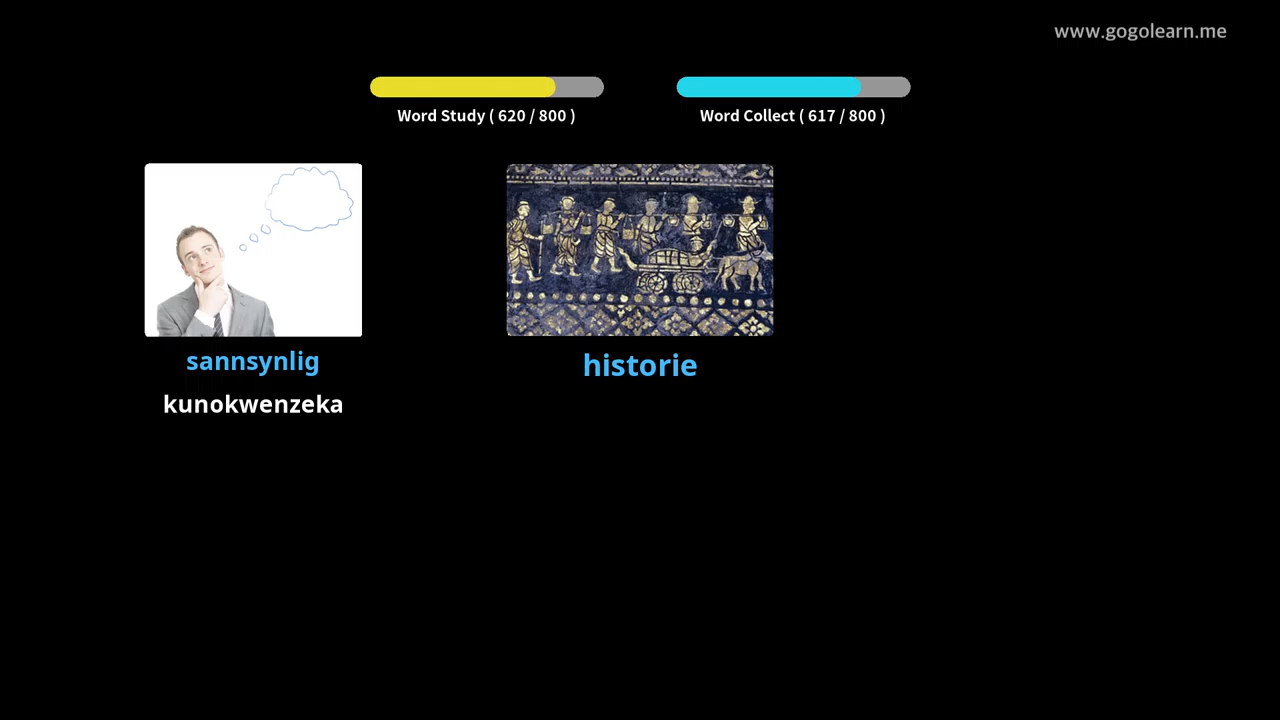 www.gogolearn.me
Word Study ( 620 / 800 )
Word Collect ( 617 / 800 )
sannsynlig
kunokwenzeka
historie